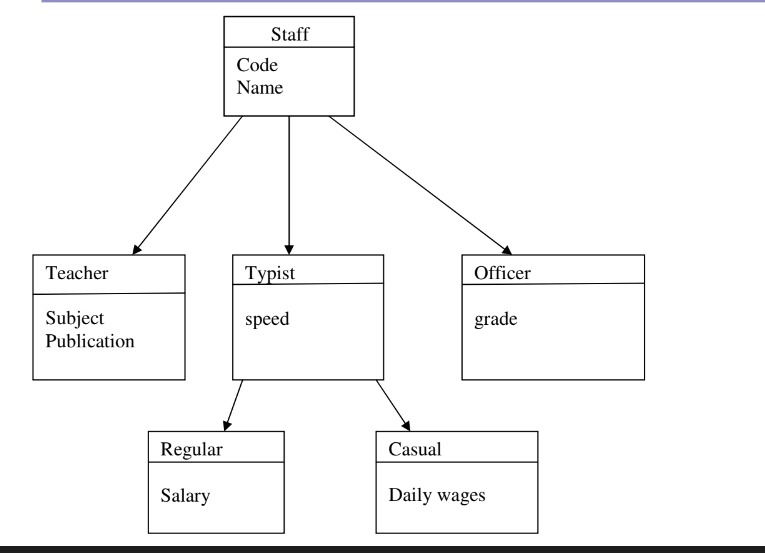 Staff
Code
Name
Teacher
Subject
Publication
Typist
speed
Officer
grade
Regular
Salary
Casual
Daily wages